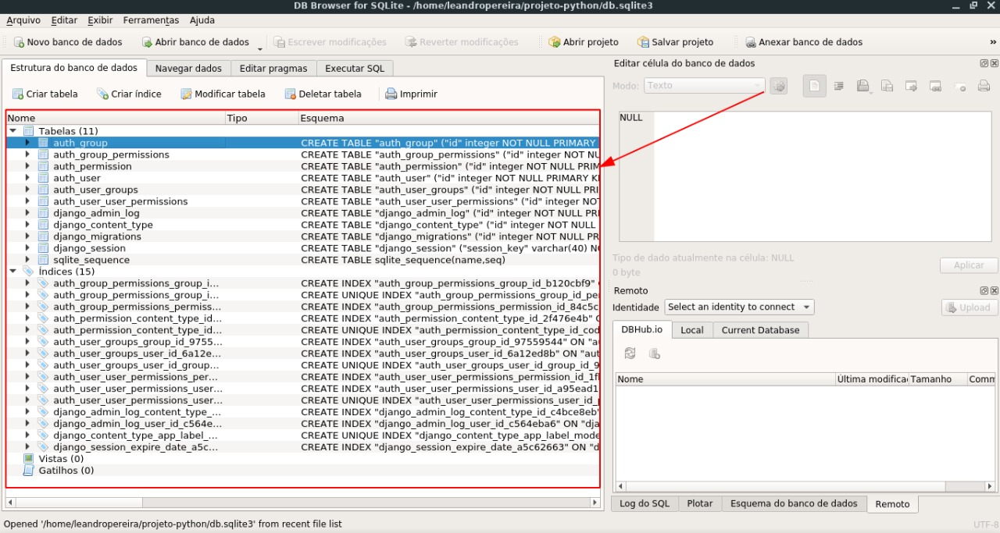 DB Browser for SQLite - /home/leandropereira/projeto-python/db.sqlite3
Arquivo Editar Exibir Ferramentas Ajuda
Novo banco de dados Abrir banco de dados Escrever modificações Reverter modificações Abrir projeto Salvar projeto Anexar banco de dados »
Estrutura do banco de dados Navegar dados Editar pragmas Executar SQL
Criar tabela Criar índice Modificar tabela Deletar tabela Imprimir
Nome Tipo Esquema
Tabelas (11)
auth_group CREATE TABLE "auth_group" ("id" integer NOT NULL PRIMARY
auth_group_permissions CREATE TABLE "auth_group_permissions" ("id" integer NOT NU
auth_permission CREATE TABLE "auth_permission" ("id" integer NOT NULL PRIM
auth_user CREATE TABLE "auth_user" ("id" integer NOT NULL PRIMARY K
auth_user_groups CREATE TABLE "auth_user_groups" ("id" integer NOT NULL PRI
auth_user_user_permissions CREATE TABLE "auth_user_user_permissions" ("id" integer NO
django_admin_log CREATE TABLE "django_admin_log" ("id" integer NOT NULL PR
django_content_type CREATE TABLE "django_content_type" ("id" integer NOT NULL
django_migrations CREATE TABLE "django_migrations" ("id" integer NOT NULL PR
django_session CREATE TABLE "django_session" ("session_key" varchar(40) NO
sqlite_sequence CREATE TABLE sqlite_sequence(name,seq)
Índices (15)
auth_group_permissions_group_i... CREATE INDEX "auth_group_permissions_group_id_b120cbf9"
auth_group_permissions_group_i... CREATE UNIQUE INDEX "auth_group_permissions_group_id_pe
auth_group_permissions_permiss... CREATE INDEX "auth_group_permissions_permission_id_84c5c
auth_permission_content_type_id... CREATE INDEX "auth_permission_content_type_id_2f476e4b"
auth_permission_content_type_id... CREATE UNIQUE INDEX "auth_permission_content_type_id_cod
auth_user_groups_group_id_9755... CREATE INDEX "auth_user_groups_group_id_97559544" ON "a
auth_user_groups_user_id_6a12e... CREATE INDEX "auth_user_groups_user_id_6a12ed8b" ON "aut
auth_user_groups_user_id_group... CREATE UNIQUE INDEX "auth_user_groups_user_id_group_id_9
auth_user_user_permissions_per... CREATE INDEX "auth_user_user_permissions_permission_id_1f
auth_user_user_permissions_user... CREATE INDEX "auth_user_user_permissions_user_id_a95ead1
auth_user_user_permissions_user... CREATE UNIQUE INDEX "auth_user_user_permissions_user_id_
django_admin_log_content_type_... CREATE INDEX "django_admin_log_content_type_id_c4bce8eb"
django_admin_log_user_id_c564e... CREATE INDEX "django_admin_log_user_id_c564eba6" ON "dja
django_content_type_app_label_... CREATE UNIQUE INDEX "django_content_type_app_label_mode
django_session_expire_date_a5c... CREATE INDEX "django_session_expire_date_a5c62663" ON "d
Vistas (0)
Gatilhos (0)
Editar célula do banco de dados
Modo: Texto
NULL
Tipo de dado atualmente na célula: NULL
0 byte
Aplicar
Remoto
Identidade Select an identity to connect Upload
DBHub.io Local Current Database
Nome Última modifica Tamanho Comm
Log do SQL Plotar Esquema do banco de dados Remoto
Opened '/home/leandropereira/projeto-python/db.sqlite3' from recent file list UTF-8